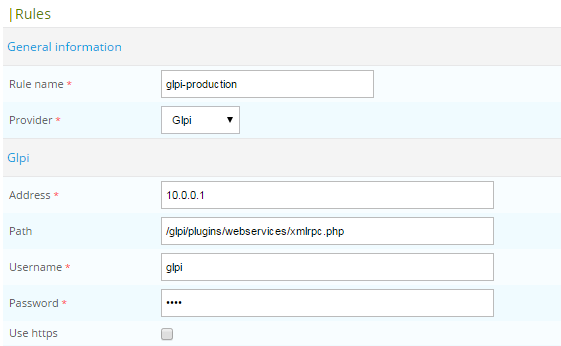 Rules
General information
Rule name * glpi-production
Provider * Glpi
Glpi
Address * 10.0.0.1
Path /glpi/plugins/webservices/xmlrpc.php
Username * glpi
Password * ••••
Use https